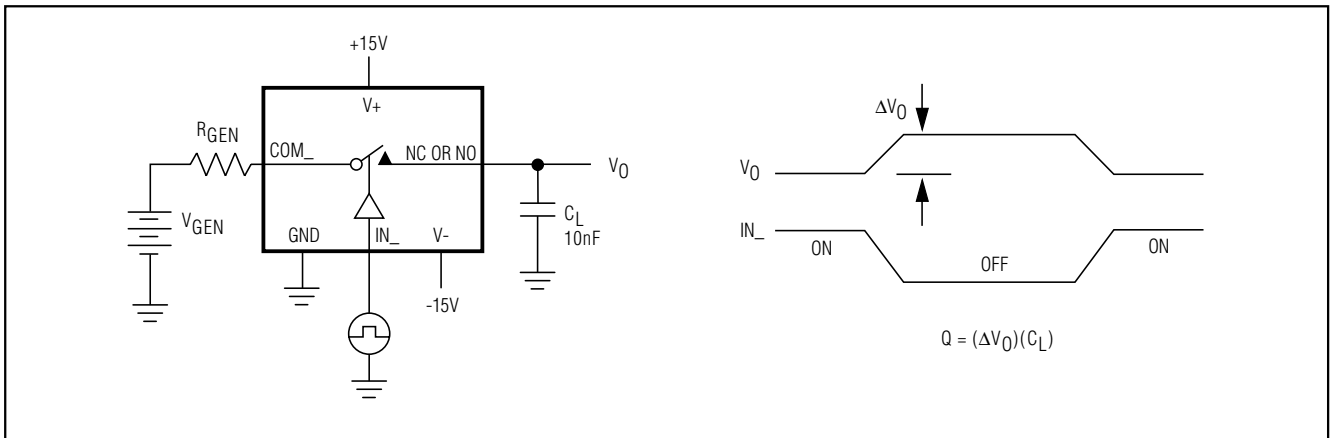 +15V
V+
RGEN
COM_
NC OR NO
VO
VGEN
CL
10nF
GND
IN_
V-
-15V
ΔVO
VO
IN_
ON
OFF
ON
Q = (ΔVO)(CL)